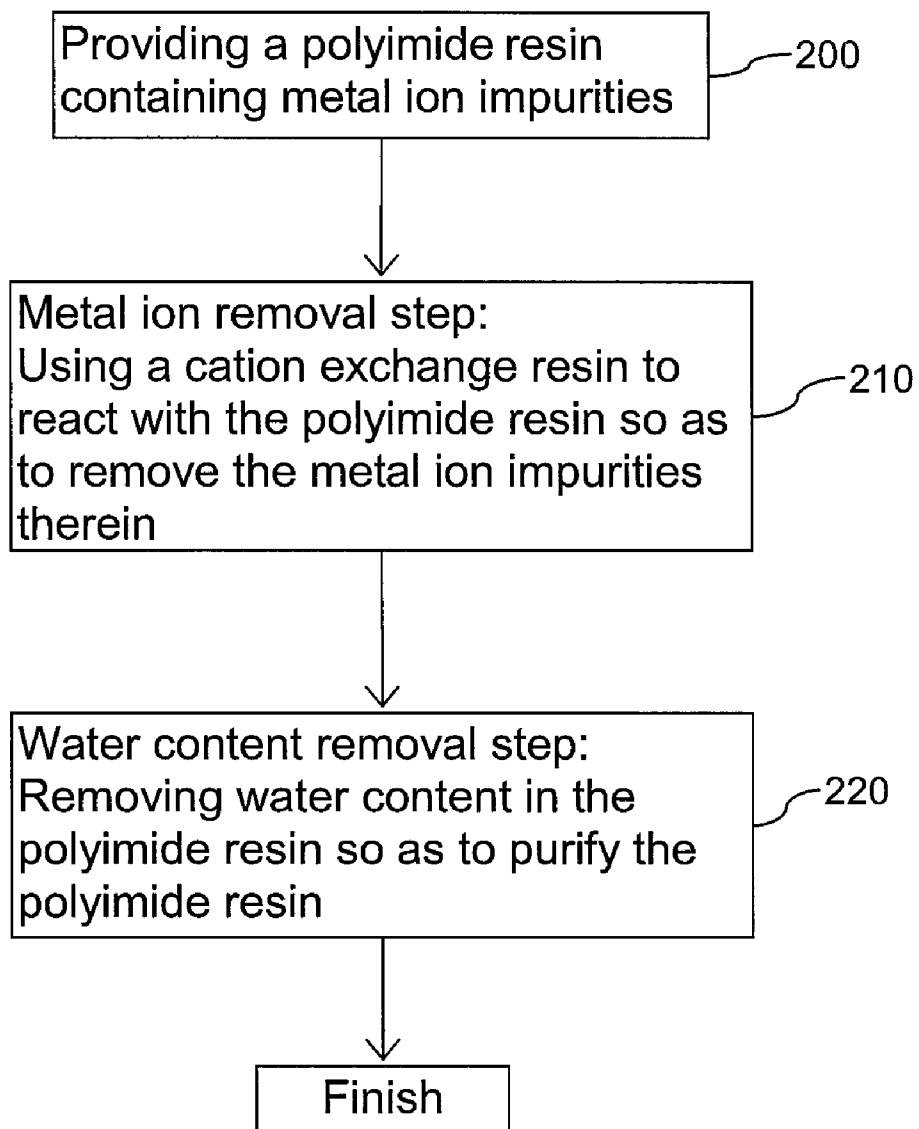 Providing a polyimide resin
containing metal ion impurities
200
Metal ion removal step:
Using a cation exchange resin to
react with the polyimide resin so as
to remove the metal ion impurities
therein
210
Water content removal step:
Removing water content in the
polyimide resin so as to purify the
polyimide resin
220
Finish